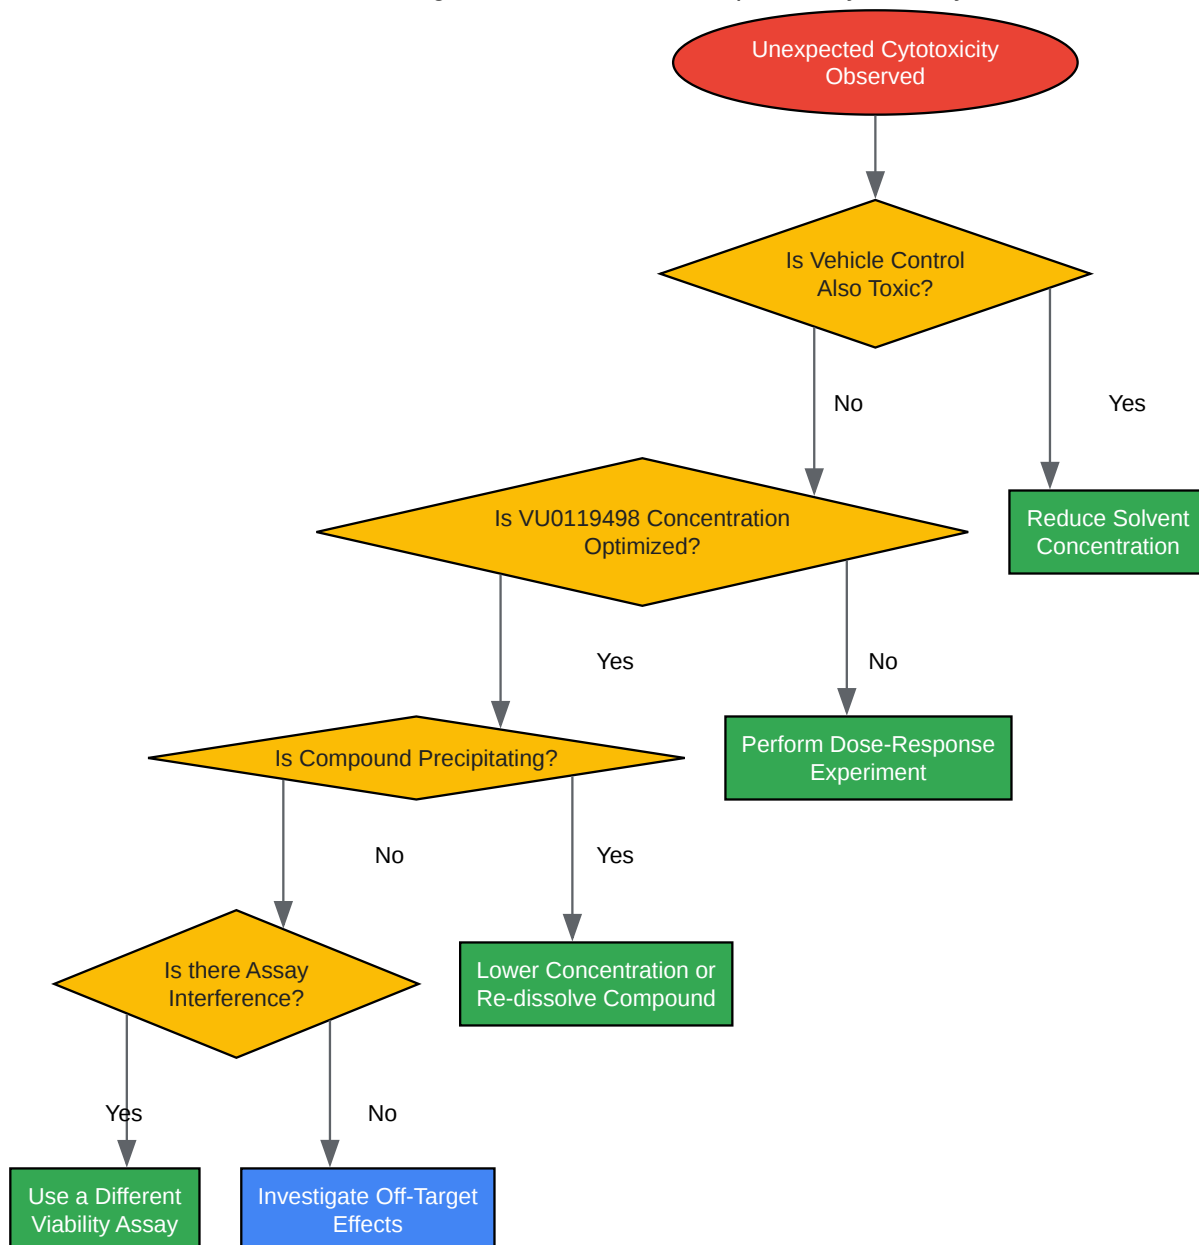 Unexpected Cytotoxicity
Observed
Is Vehicle Control
Also Toxic?
No
Yes
Is VU0119498 Concentration
Optimized?
Reduce Solvent
Concentration
Yes
No
Is Compound Precipitating?
Perform Dose-Response
Experiment
No
Yes
Is there Assay
Interference?
Lower Concentration or
Re-dissolve Compound
Yes
No
Use a Different
Viability Assay
Investigate Off-Target
Effects